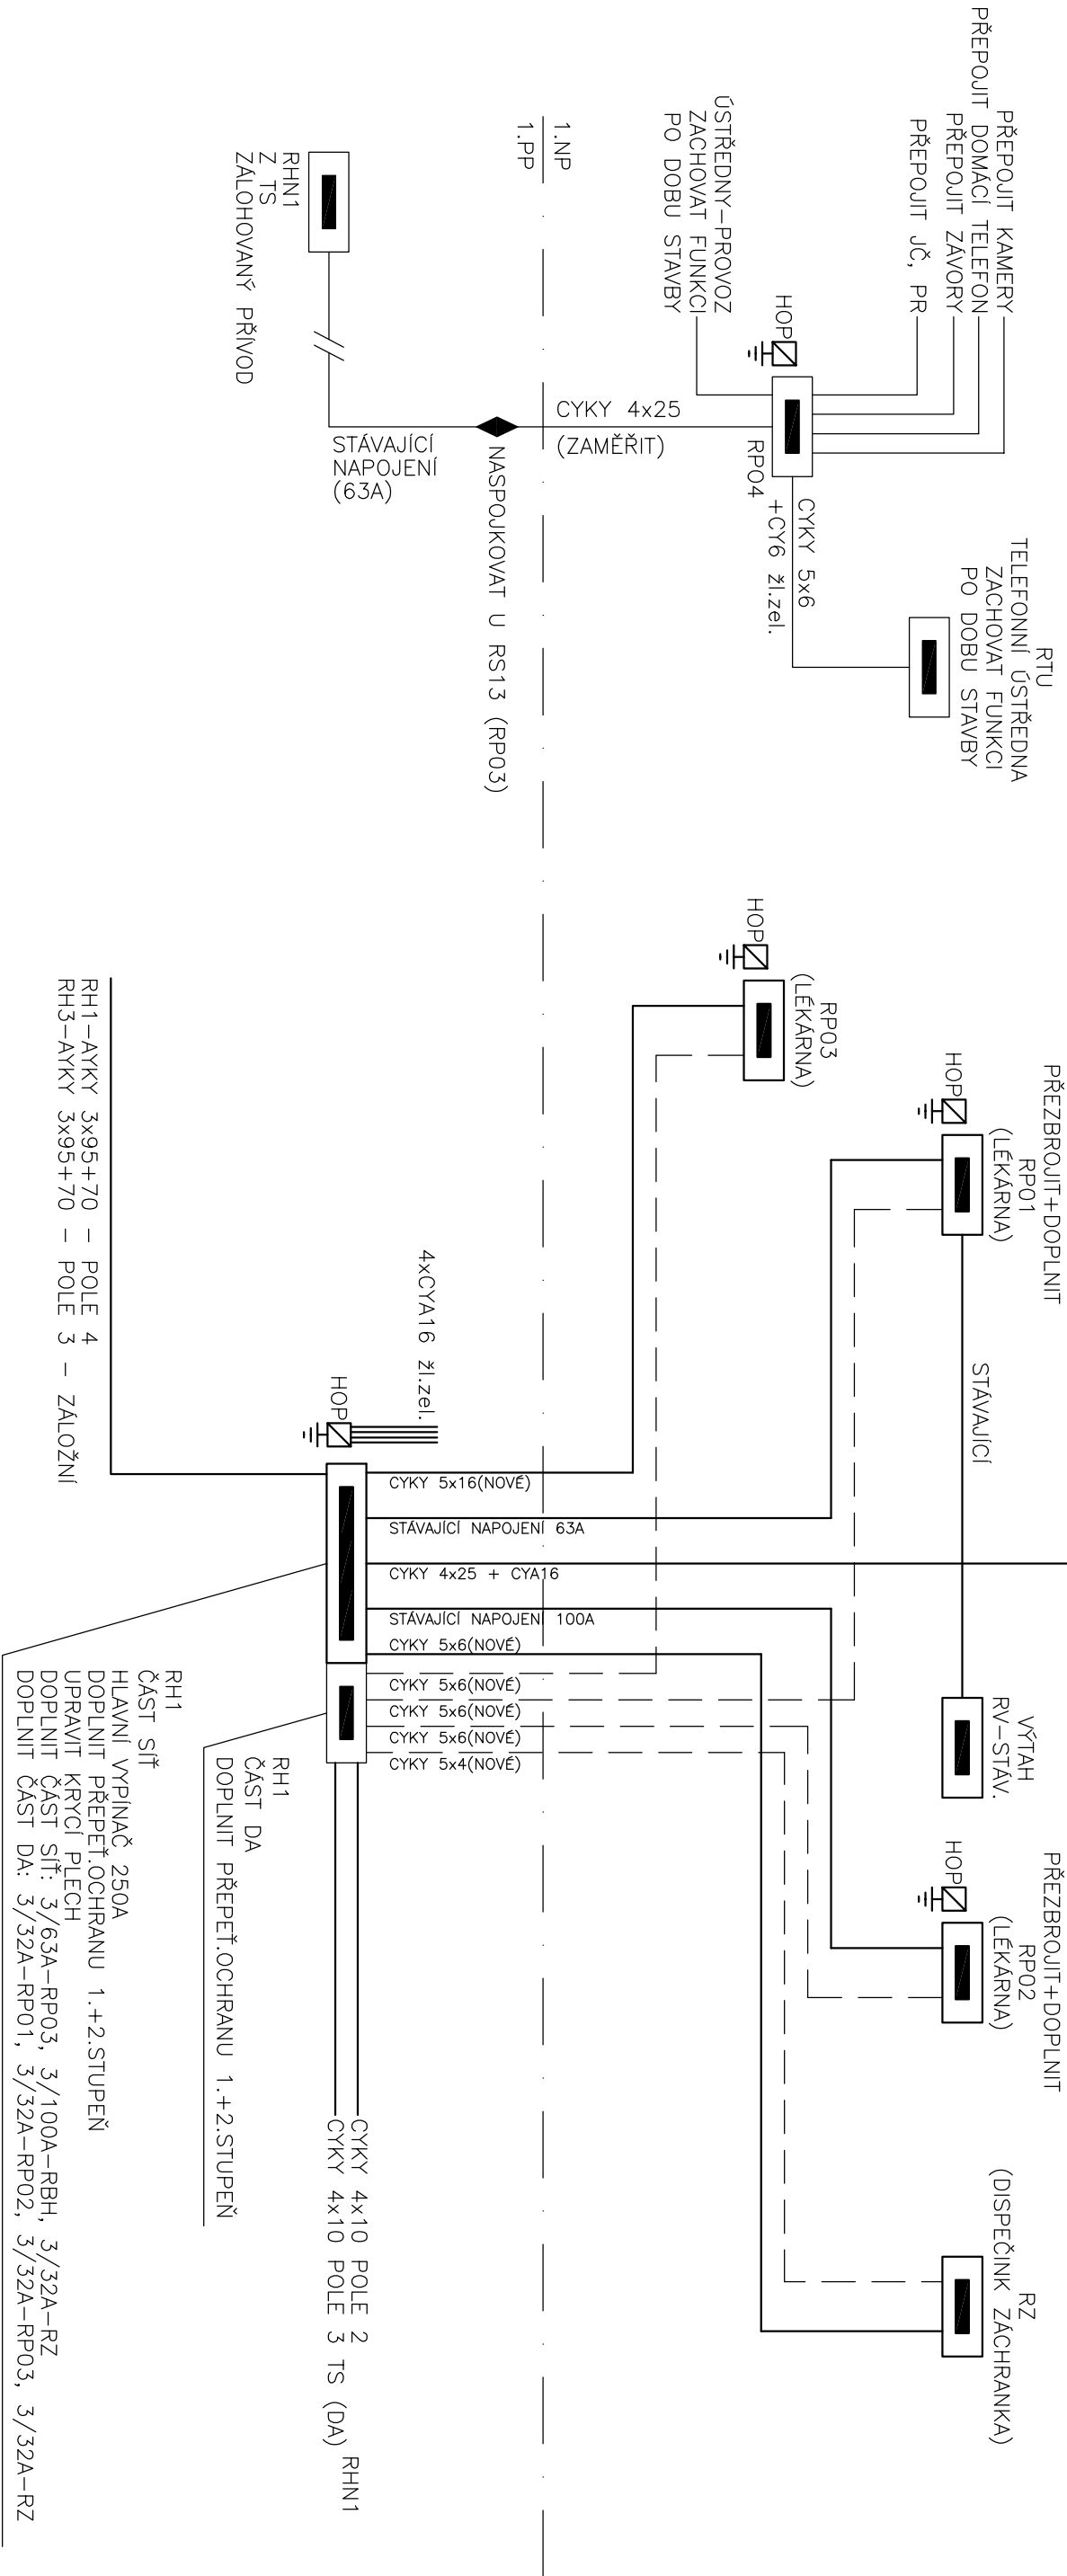 PŘEPOJIT KAMERY
PŘEPOJIT DOMÁCÍ TELEFON
PŘEPOJIT ZÁVORY
PŘEPOJIT JČ, PR
ÚSTŘEDNY-PROVOZ
ZACHOVAT FUNKCI
PO DOBU STAVBY
HOP
RP04
CYKY 5x6
+CY6 žl.zel.
RTU
TELEFONNÍ ÚSTŘEDNA
ZACHOVAT FUNKCI
PO DOBU STAVBY
1.NP
1.PP
CYKY 4x25
(ZAMĚŘIT)
RHN1
Z TS
ZÁLOHOVANÝ PŘÍVOD
STÁVAJÍCÍ
NAPOJENÍ
(63A)
NASPOJKOVAT U RS13 (RP03)
HOP
RP03
(LÉKÁRNA)
PŘEZBROJIT+DOPLNIT
RP01
(LÉKÁRNA)
HOP
STÁVAJÍCÍ
VÝTAH
RV-STÁV.
PŘEZBROJIT+DOPLNIT
RP02
(LÉKÁRNA)
HOP
RZ
(DISPEČINK ZÁCHRANKA)
4xCYA16 žl.zel.
HOP
CYKY 5x16(NOVÉ)
STÁVAJÍCÍ NAPOJENÍ 63A
CYKY 4x25 + CYA16
STÁVAJÍCÍ NAPOJENÍ 100A
CYKY 5x6(NOVÉ)
CYKY 5x6(NOVÉ)
CYKY 5x6(NOVÉ)
CYKY 5x6(NOVÉ)
CYKY 5x4(NOVÉ)
RH1-AYKY 3x95+70 - POLE 4
RH3-AYKY 3x95+70 - POLE 3 - ZÁLOŽNÍ
CYKY 4x10 POLE 2
CYKY 4x10 POLE 3 TS (DA)
RHN1
RH1
ČÁST DA
DOPLNIT PŘEPEŤ.OCHRANU 1.+2.STUPEŇ
RH1
ČÁST SÍŤ
HLAVNÍ VYPÍNAČ 250A
DOPLNIT PŘEPEŤ.OCHRANU 1.+2.STUPEŇ
UPRAVIT KRYCÍ PLECH
DOPLNIT ČÁST SÍŤ: 3/63A-RP03, 3/100A-RBH, 3/32A-RZ
DOPLNIT ČÁST DA: 3/32A-RP01, 3/32A-RP02, 3/32A-RP03, 3/32A-RZ